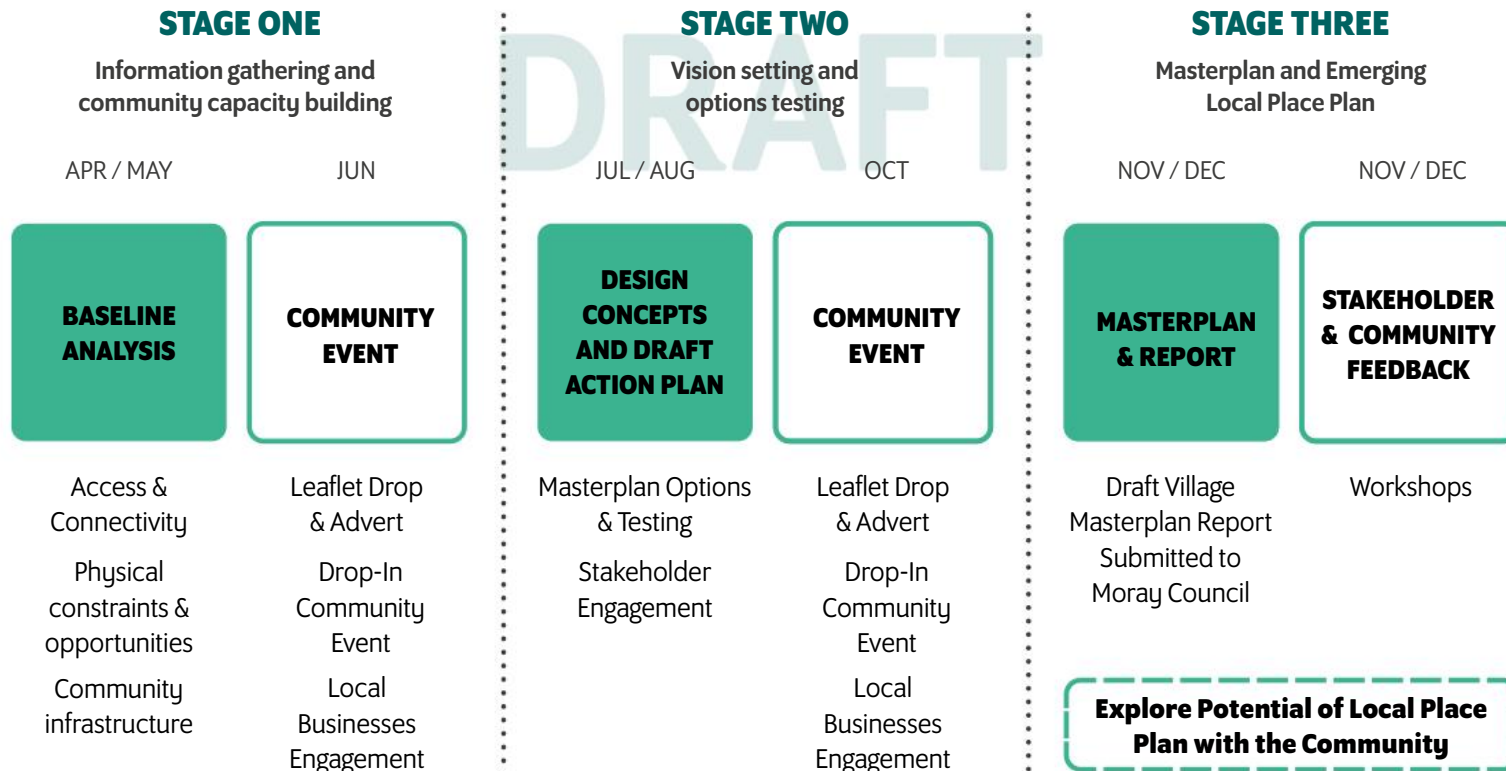 STAGE ONE
Information gathering and
community capacity building
APR / MAY
JUN
BASELINE
ANALYSIS
COMMUNITY
EVENT
Access &
Connectivity
Physical
constraints &
opportunities
Community
infrastructure
Leaflet Drop
& Advert
Drop-In
Community
Event
Local
Businesses
Engagement
DRAFT
STAGE TWO
Vision setting and
options testing
JUL / AUG
OCT
DESIGN
CONCEPTS
AND DRAFT
ACTION PLAN
COMMUNITY
EVENT
Masterplan Options
& Testing
Stakeholder
Engagement
Leaflet Drop
& Advert
Drop-In
Community
Event
Local
Businesses
Engagement
STAGE THREE
Masterplan and Emerging
Local Place Plan
NOV / DEC
NOV / DEC
MASTERPLAN
& REPORT
STAKEHOLDER
& COMMUNITY
FEEDBACK
Draft Village
Masterplan Report
Submitted to
Moray Council
Workshops
Explore Potential of Local Place
Plan with the Community